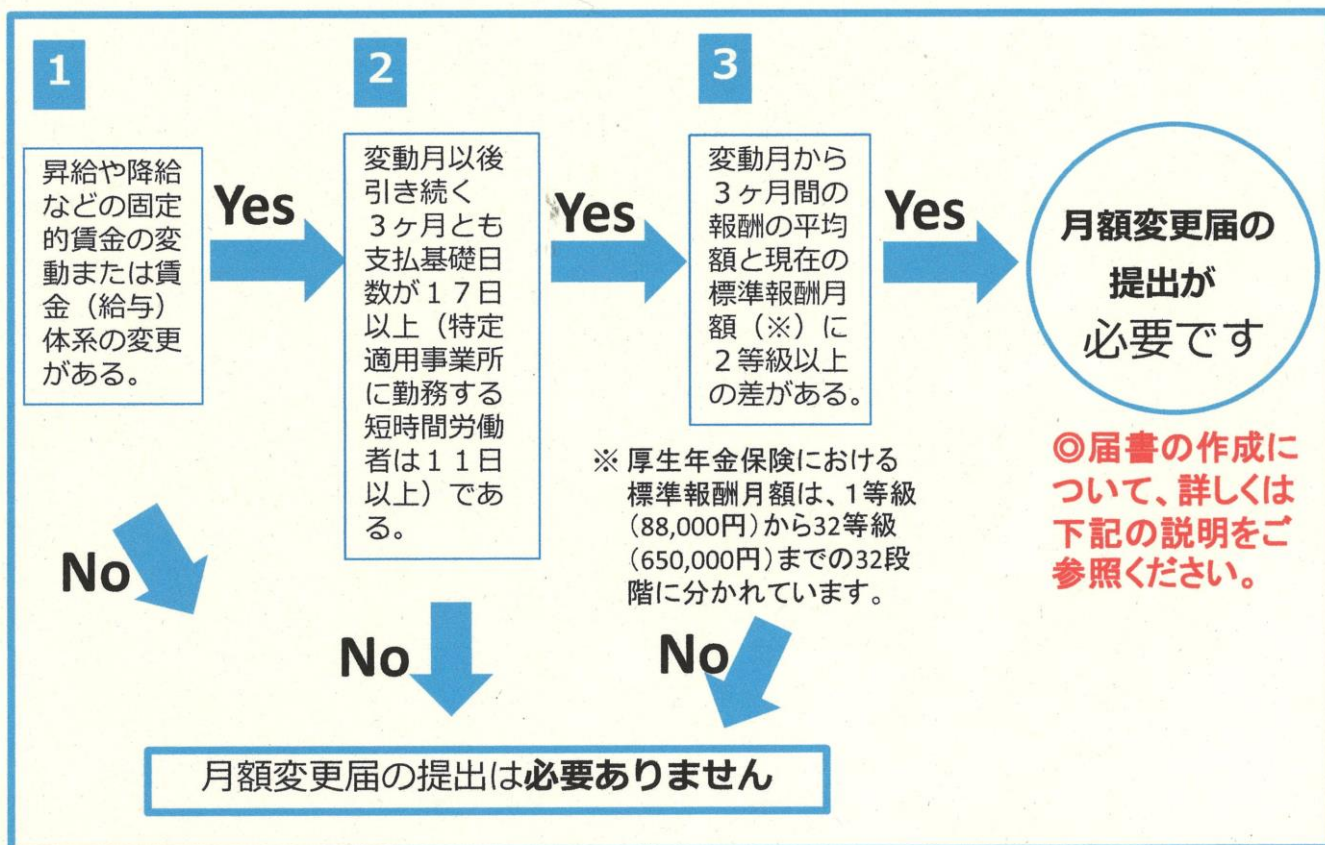 1
昇給や降給
などの固定
的賃金の変
動または賃
金（給与）
体系の変更
がある。
Yes
No
2
変動月以後
引き続く
３ヶ月とも
支払基礎日
数が１７日
以上（特定
適用事業所
に勤務する
短時間労働
者は１１日
以上）であ
る。
Yes
No
3
変動月から
３ヶ月間の
報酬の平均
額と現在の
標準報酬月
額（※）に
２等級以上
の差がある。
※ 厚生年金保険における
標準報酬月額は、1等級
(88,000円)から32等級
(650,000円)までの32段
階に分かれています。
Yes
No
月額変更届の
提出が
必要です
◎届書の作成に
ついて、詳しくは
下記の説明をご
参照ください。
月額変更届の提出は必要ありません